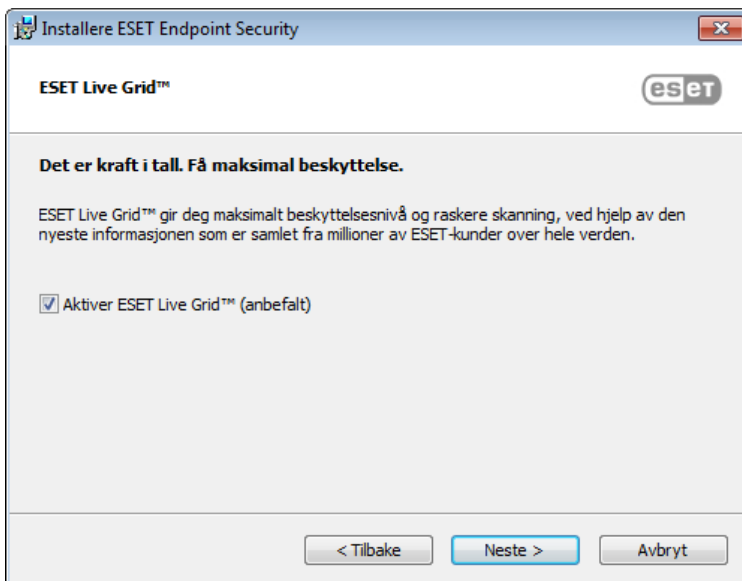 Installere ESET Endpoint Security
ESET Live Grid™
eseT
Det er kraft i tall. Få maksimal beskyttelse.
ESET Live Grid™ gir deg maksimalt beskyttelsesnivå og raskere skanning, ved hjelp av den
nyeste informasjonen som er samlet fra millioner av ESET-kunder over hele verden.
Aktiver ESET Live Grid™ (anbefalt)
< Tilbake
Neste >
Avbryt